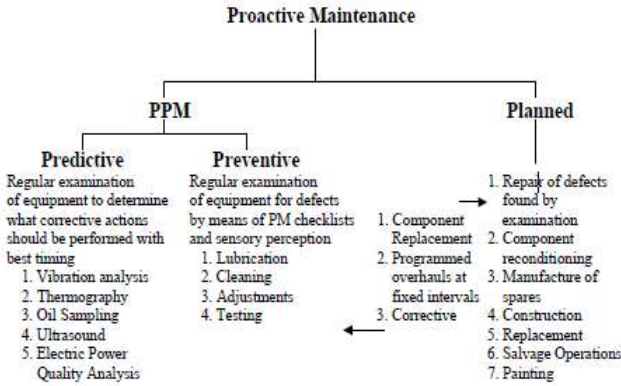 Proactive Maintenance
PPM
Planned
Predictive
Regular examination
of equipment to determine
what corrective actions
should be performed with
best timing
1. Vibration analysis
2. Thermography
3. Oil Sampling
4. Ultrasound
5. Electric Power
Quality Analysis
Preventive
Regular examination
of equipment for defects
by means of PM checklists
and sensory perception
1. Lubrication
2. Cleaning
3. Adjustments
4. Testing
1. Component
Replacement
2. Programmed
overhauls at
fixed intervals
3. Corrective
1. Repair of defects
found by
examination
2. Component
reconditioning
3. Manufacture of
spares
4. Construction
5. Replacement
6. Salvage Operations
7. Painting